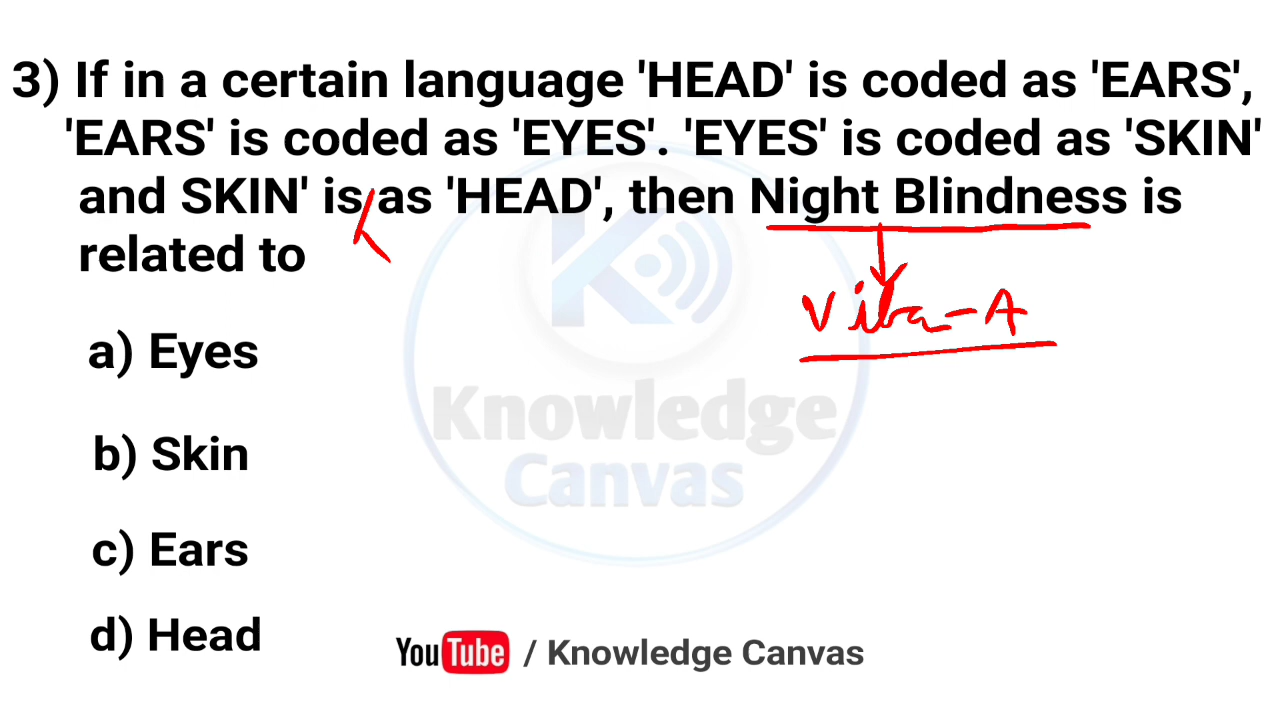 3) If in a certain language 'HEAD' is coded as 'EARS',
'EARS' is coded as 'EYES'. 'EYES' is coded as 'SKIN'
and SKIN' is as 'HEAD', then Night Blindness is
related to
Vita-A
a) Eyes
b) Skin
c) Ears
d) Head
Knowledge
Canvas
YouTube / Knowledge Canvas